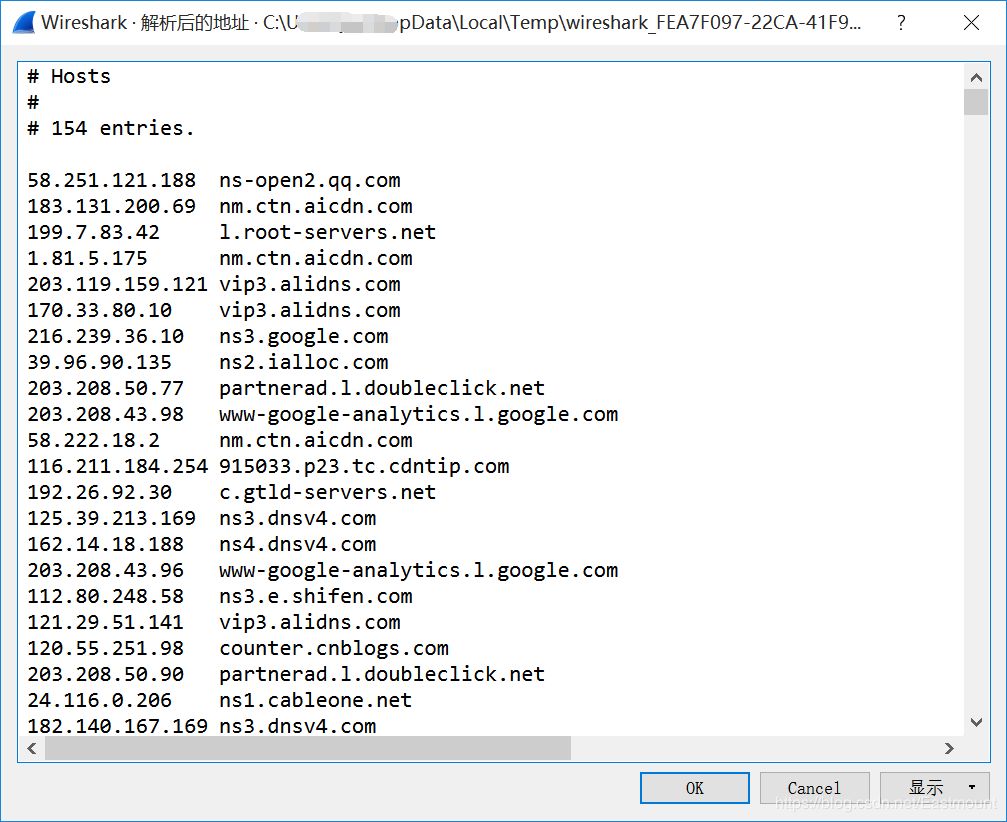 Wireshark · 解析后的地址 · C:\U pData\Local\Temp\wireshark_FEA7F097-22CA-41F9... ?
# Hosts
#
# 154 entries.
58.251.121.188 ns-open2.qq.com
183.131.200.69 nm.ctn.aicdn.com
199.7.83.42 l.root-servers.net
1.81.5.175 nm.ctn.aicdn.com
203.119.159.121 vip3.alidns.com
170.33.80.10 vip3.alidns.com
216.239.36.10 ns3.google.com
39.96.90.135 ns2.ialloc.com
203.208.50.77 partnerad.l.doubleclick.net
203.208.43.98 www-google-analytics.l.google.com
58.222.18.2 nm.ctn.aicdn.com
116.211.184.254 915033.p23.tc.cdntip.com
192.26.92.30 c.gtld-servers.net
125.39.213.169 ns3.dnsv4.com
162.14.18.188 ns4.dnsv4.com
203.208.43.96 www-google-analytics.l.google.com
112.80.248.58 ns3.e.shifen.com
121.29.51.141 vip3.alidns.com
120.55.251.98 counter.cnblogs.com
203.208.50.90 partnerad.l.doubleclick.net
24.116.0.206 ns1.cableone.net
182.140.167.169 ns3.dnsv4.com
OK Cancel 显示
https://blog.csdn.net/Eastmount